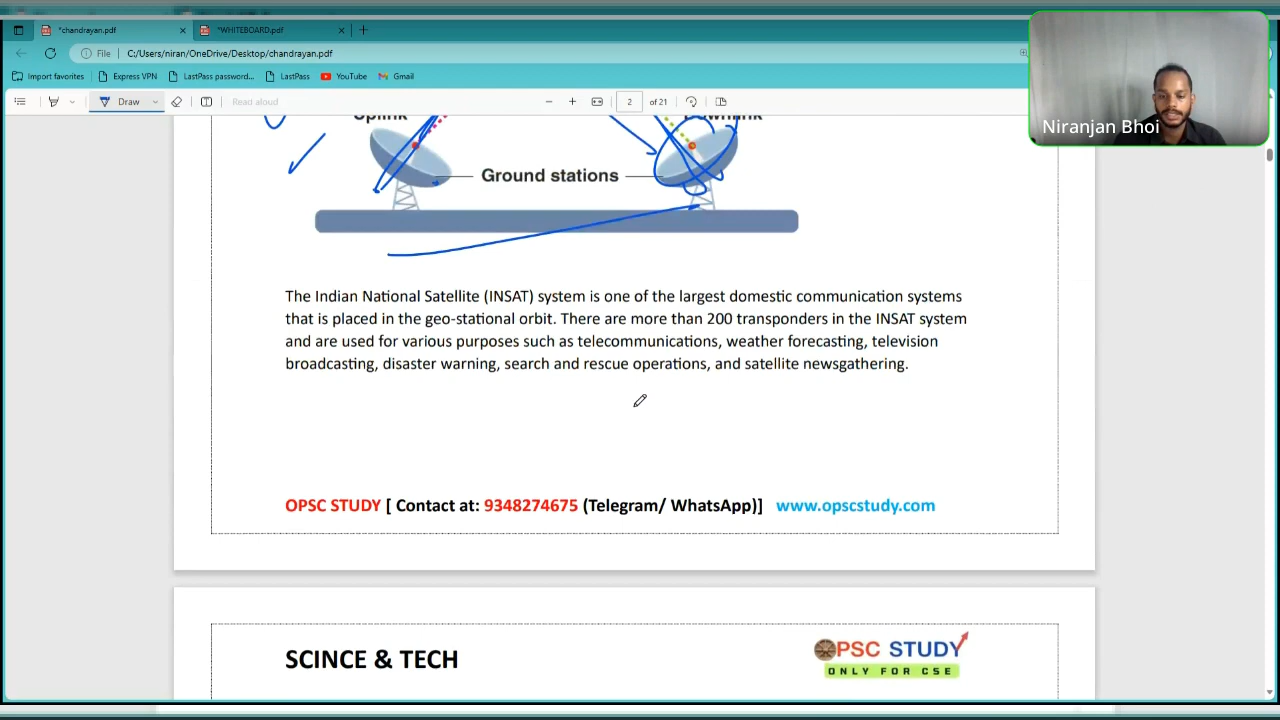 *chandrayan.pdf
*WHITEBOARD.pdf
File
C:/Users/niran/OneDrive/Desktop/chandrayan.pdf
Import favorites
Express VPN
LastPass password...
LastPass
YouTube
Gmail
Draw
Read aloud
2
of 21
Niranjan Bhoi
Uplink
Downlink
Ground stations
The Indian National Satellite (INSAT) system is one of the largest domestic communication systems
that is placed in the geo-stational orbit. There are more than 200 transponders in the INSAT system
and are used for various purposes such as telecommunications, weather forecasting, television
broadcasting, disaster warning, search and rescue operations, and satellite newsgathering.
OPSC STUDY [ Contact at: 9348274675 (Telegram/ WhatsApp)] www.opscstudy.com
SCINCE & TECH
OPSC STUDY
ONLY FOR CSE